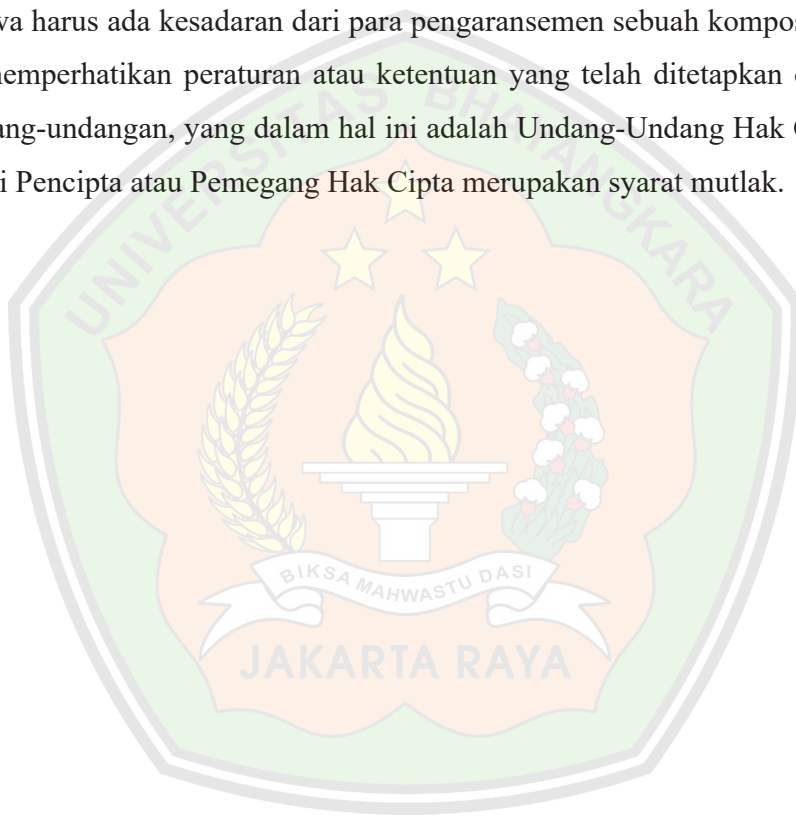 wa harus ada kesadaran dari para pengaransemen sebuah kompos
memperhatikan peraturan atau ketentuan yang telah ditetapkan
ang-undangan, yang dalam hal ini adalah Undang-Undang Hak
i Pencipta atau Pemegang Hak Cipta merupakan syarat mutlak.
UNIVERSITAS BHAYANGKARA
BIKSA MAHWASTU DASI
JAKARTA RAYA